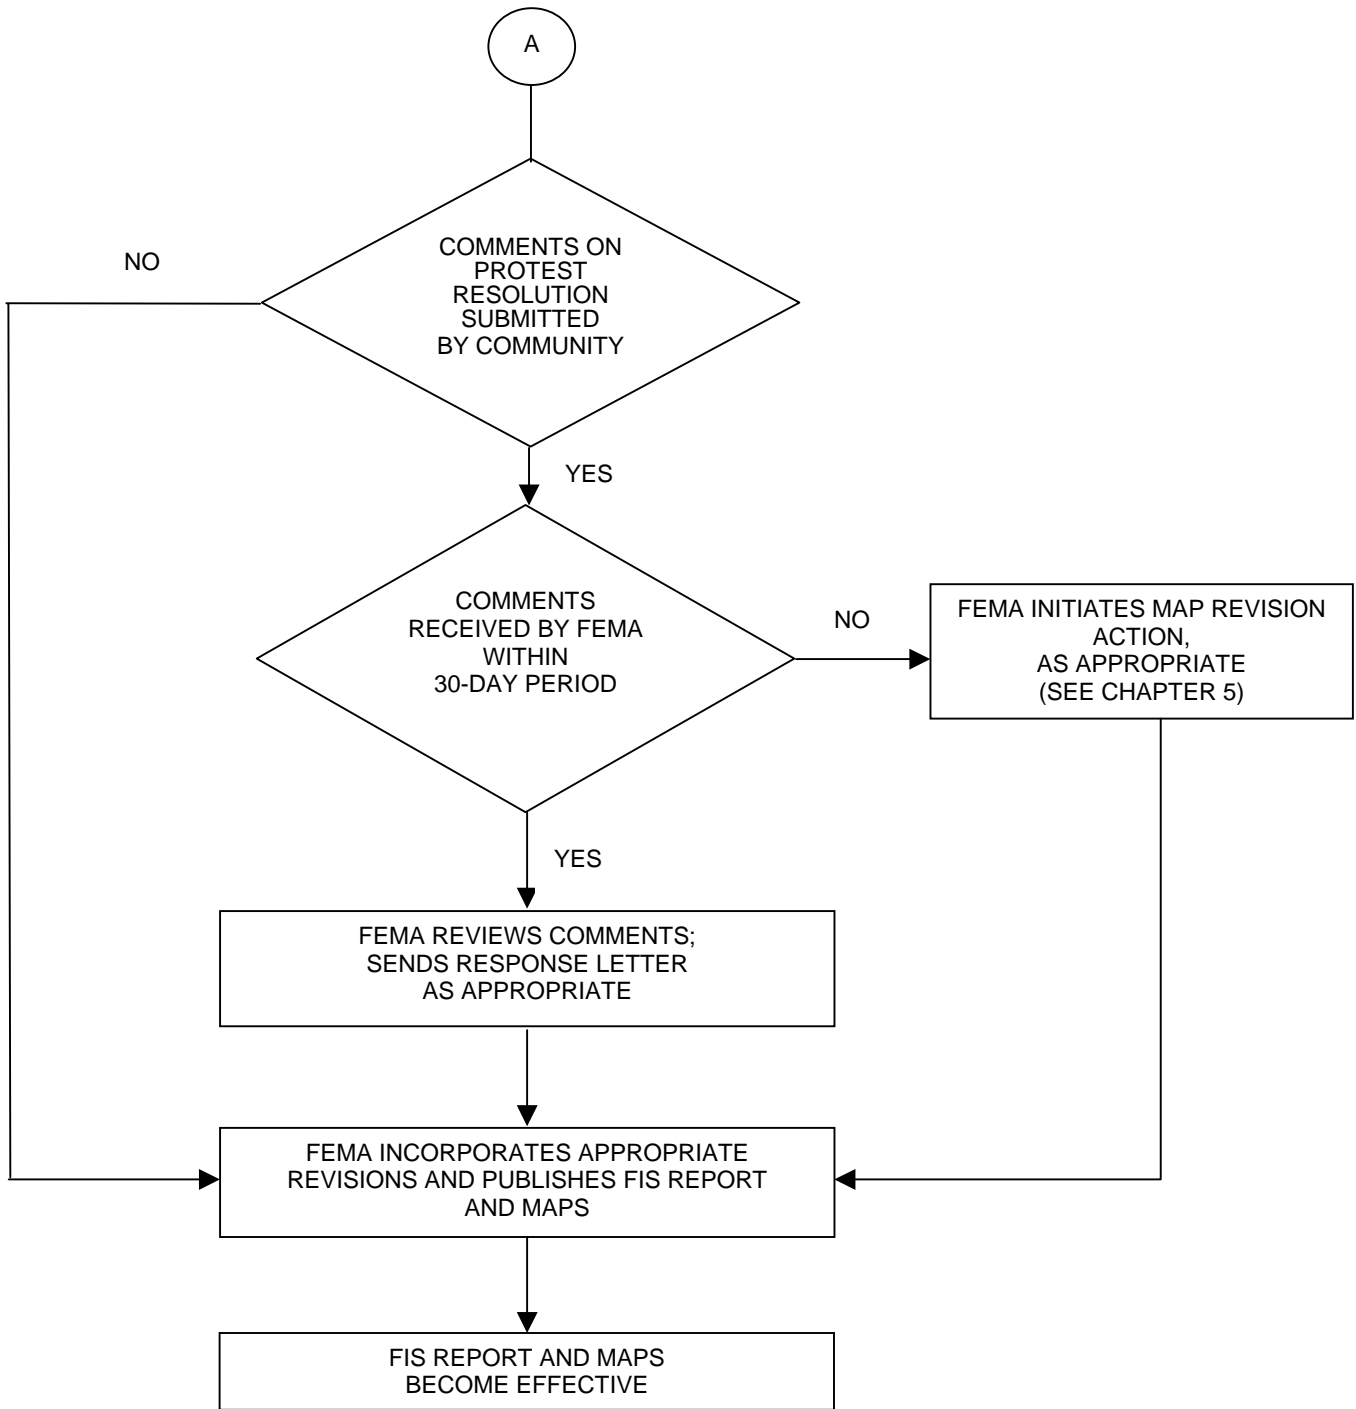 A
COMMENTS ON
PROTEST
RESOLUTION
SUBMITTED
BY COMMUNITY
NO
YES
COMMENTS
RECEIVED BY FEMA
WITHIN
30-DAY PERIOD
NO
FEMA INITIATES MAP REVISION
ACTION,
AS APPROPRIATE
(SEE CHAPTER 5)
YES
FEMA REVIEWS COMMENTS;
SENDS RESPONSE LETTER
AS APPROPRIATE
FEMA INCORPORATES APPROPRIATE
REVISIONS AND PUBLISHES FIS REPORT
AND MAPS
FIS REPORT AND MAPS
BECOME EFFECTIVE